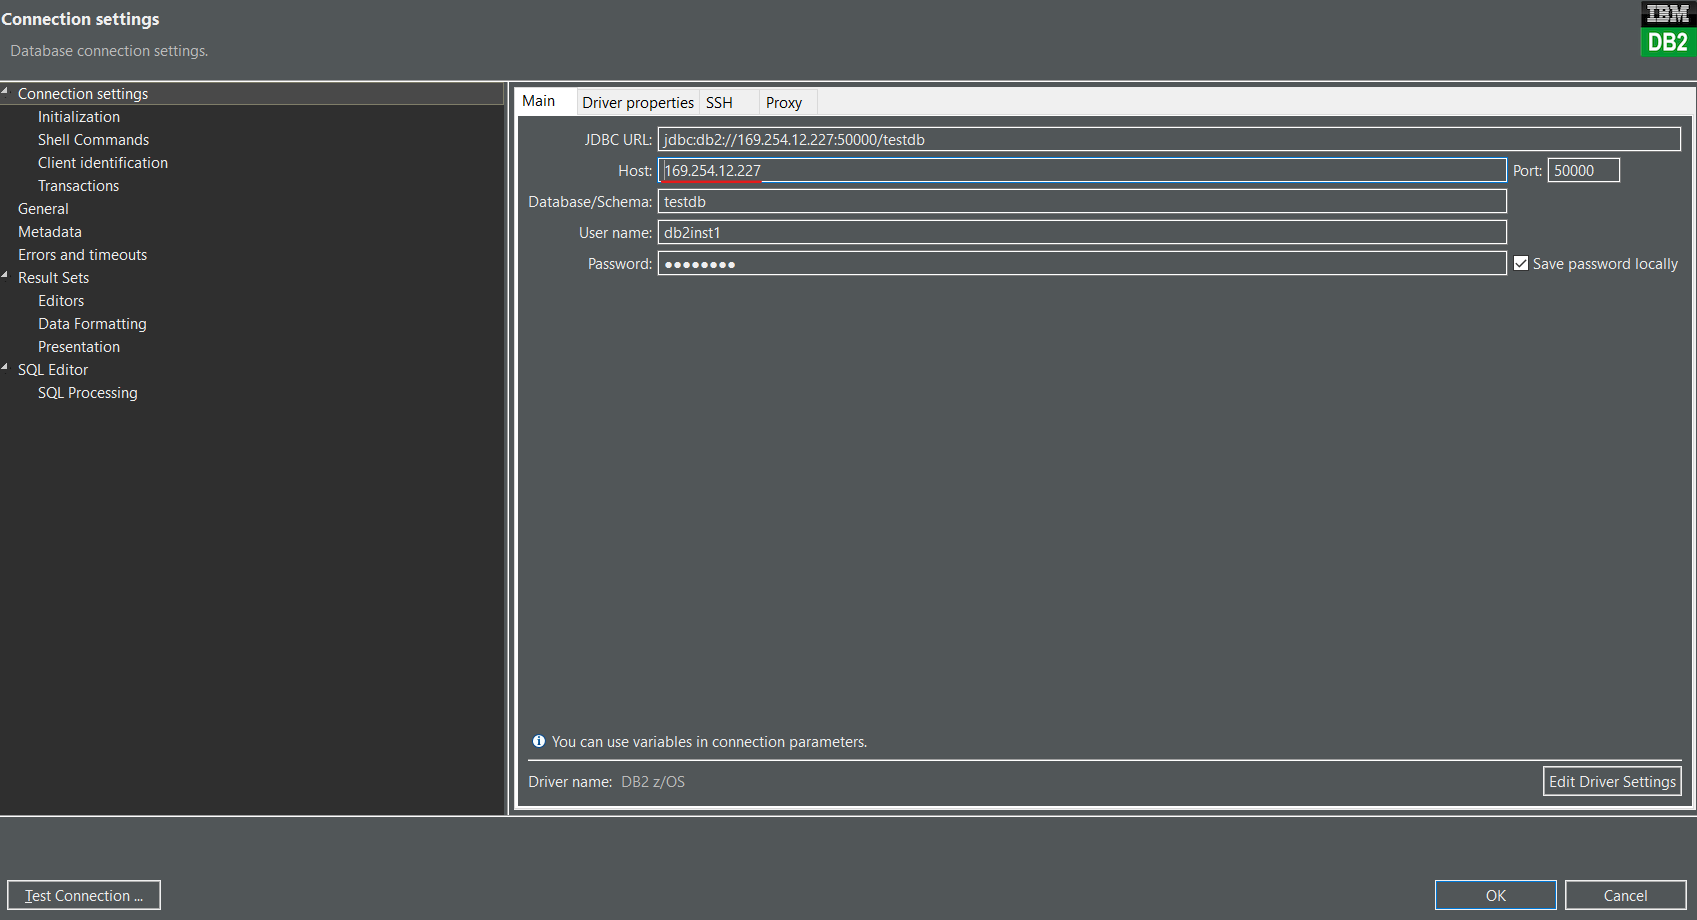 Connection settings
IBM
Database connection settings.
DB2
Connection settings
Initialization
Shell Commands
Client identification
Transactions
General
Metadata
Errors and timeouts
Result Sets
Editors
Data Formatting
Presentation
SQL Editor
SQL Processing
Main Driver properties SSH Proxy
JDBC URL: jdbc:db2://169.254.12.227:50000/testdb
Host: 169.254.12.227 Port: 50000
Database/Schema: testdb
User name: db2inst1
Password: ●●●●●●●● Save password locally
You can use variables in connection parameters.
Driver name: DB2 z/OS Edit Driver Settings
Test Connection ... OK Cancel